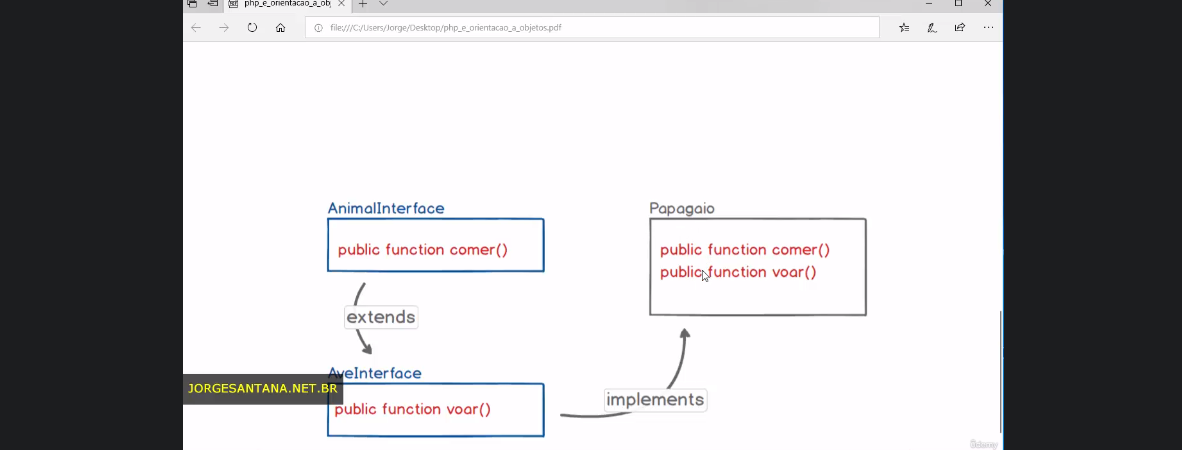 php_e_orientacao_a_obj
file:///C:/Users/Jorge/Desktop/php_e_orientacao_a_objetos.pdf
AnimalInterface
public function comer()
extends
AveInterface
public function voar()
implements
Papagaio
public function comer()
public function voar()
JORGESANTANA.NET.BR
Udemy